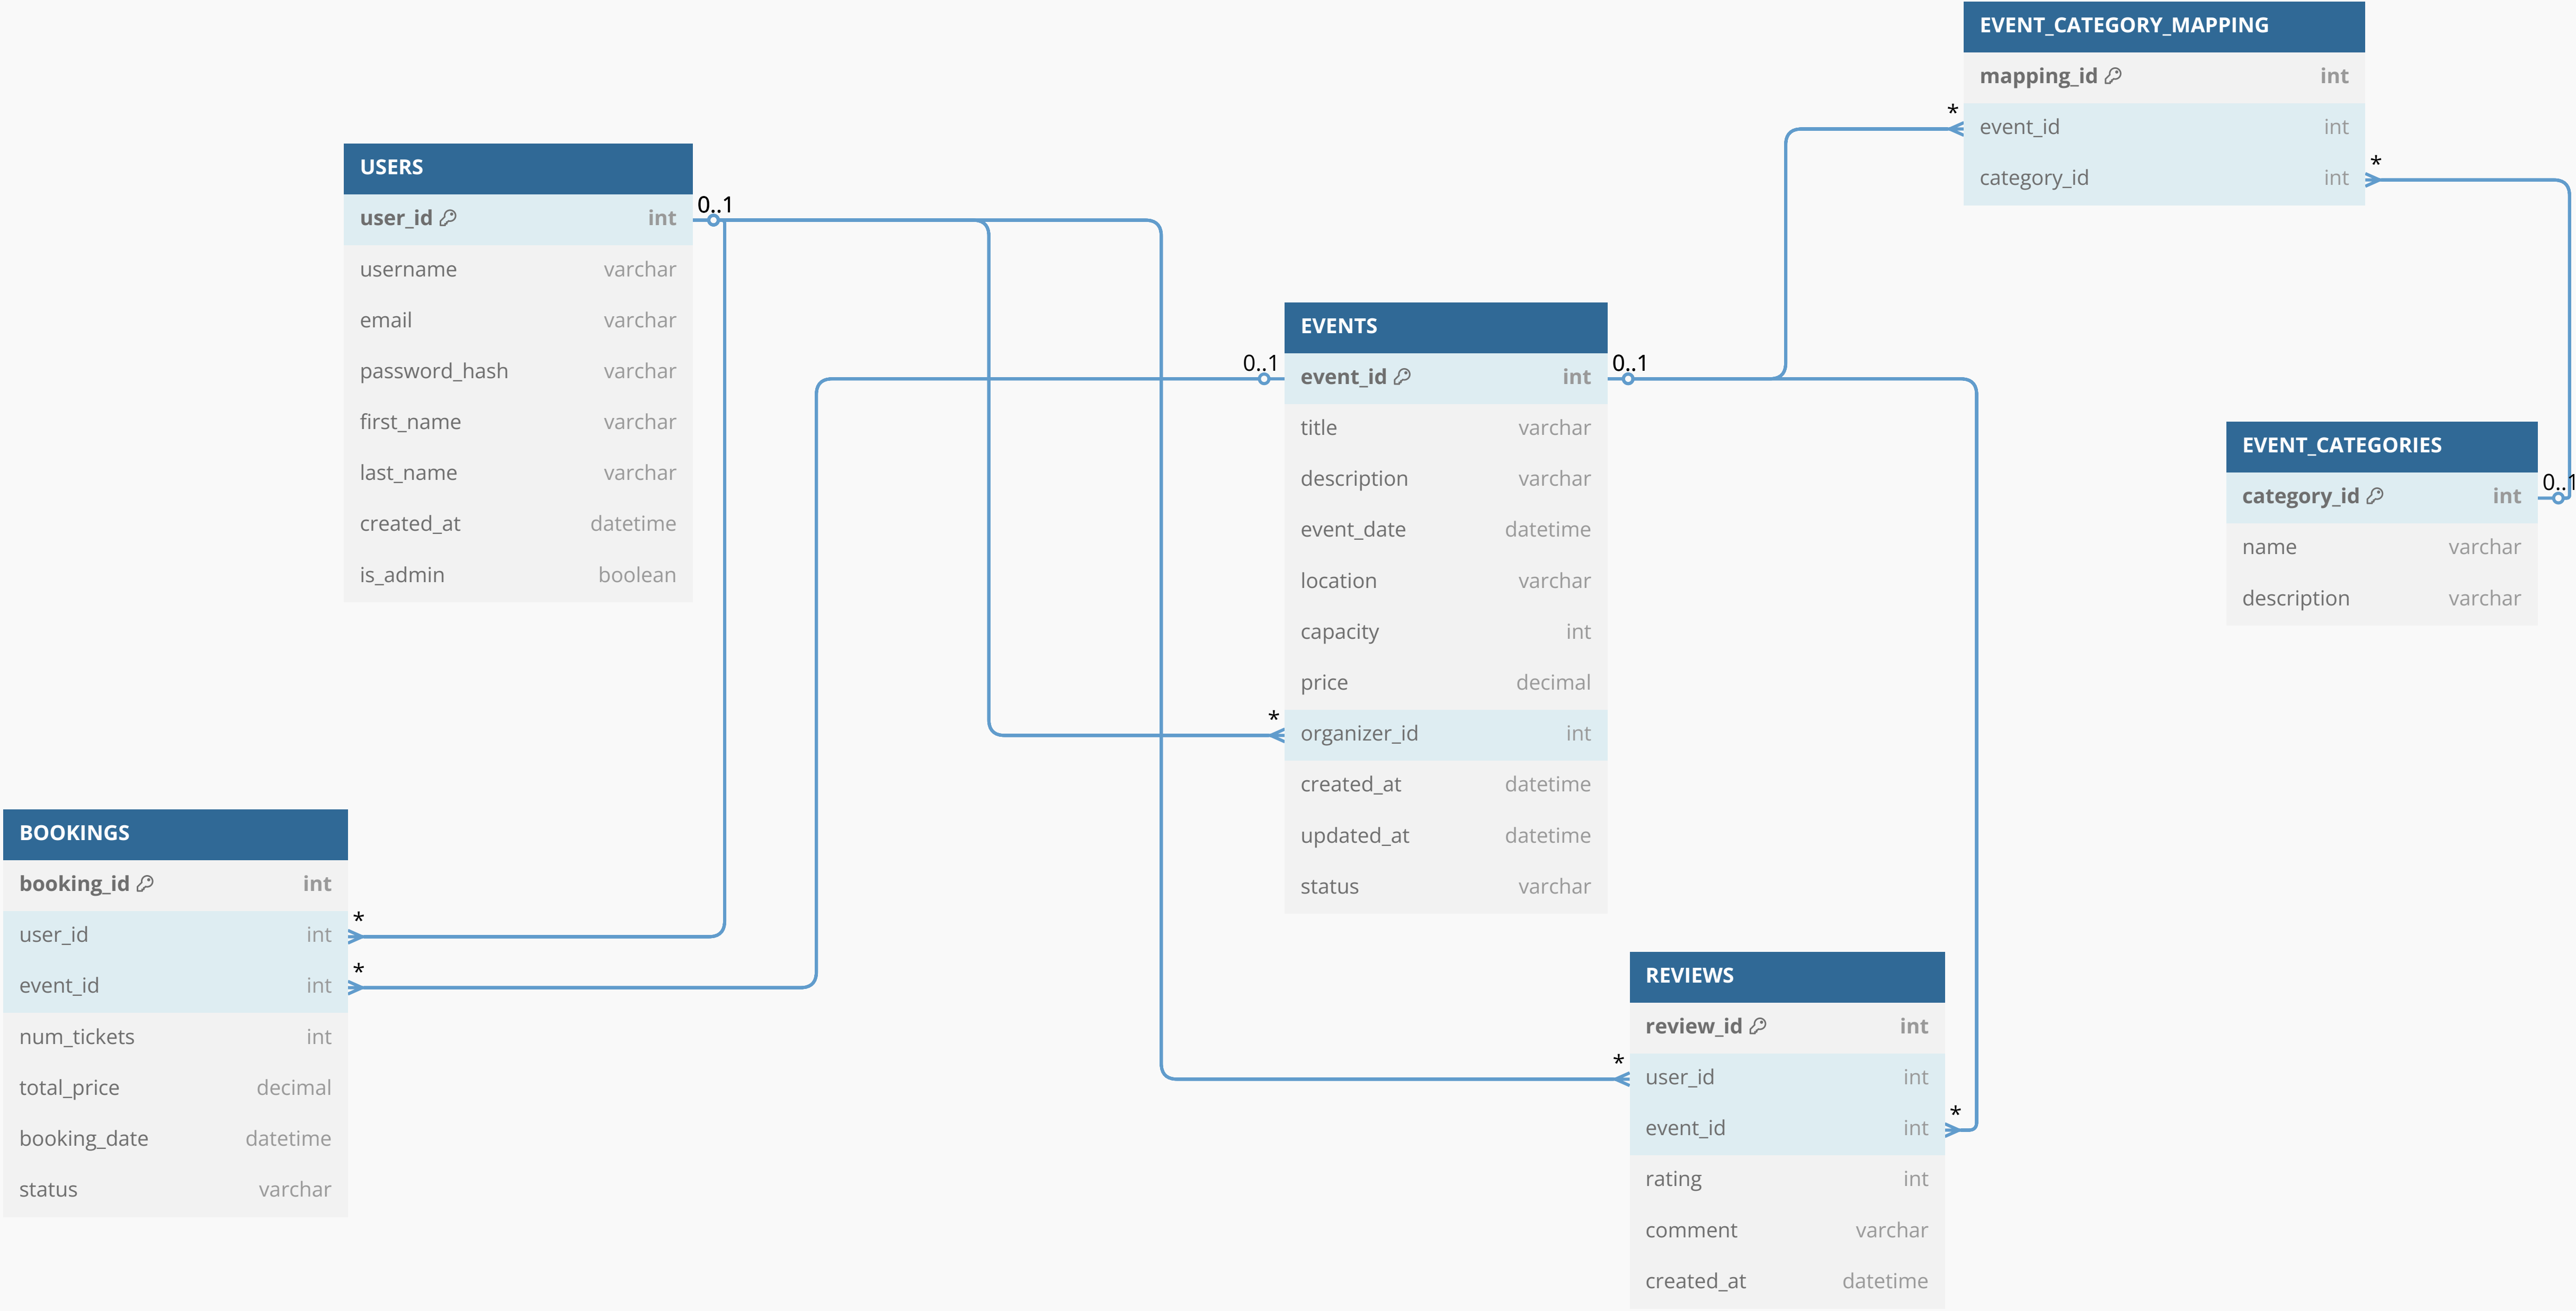 EVENT_CATEGORY_MAPPING
mapping_id int
* event_id int
category_id int *
USERS
user_id int 0..1
username varchar
email varchar
password_hash varchar
first_name varchar
last_name varchar
created_at datetime
is_admin boolean
EVENTS
0..1 event_id int 0..1
title varchar
description varchar
event_date datetime
location varchar
capacity int
price decimal
* organizer_id int
created_at datetime
updated_at datetime
status varchar
EVENT_CATEGORIES
category_id int 0..1
name varchar
description varchar
BOOKINGS
booking_id int
user_id int *
event_id int *
num_tickets int
total_price decimal
booking_date datetime
status varchar
REVIEWS
review_id int
* user_id int
event_id int *
rating int
comment varchar
created_at datetime